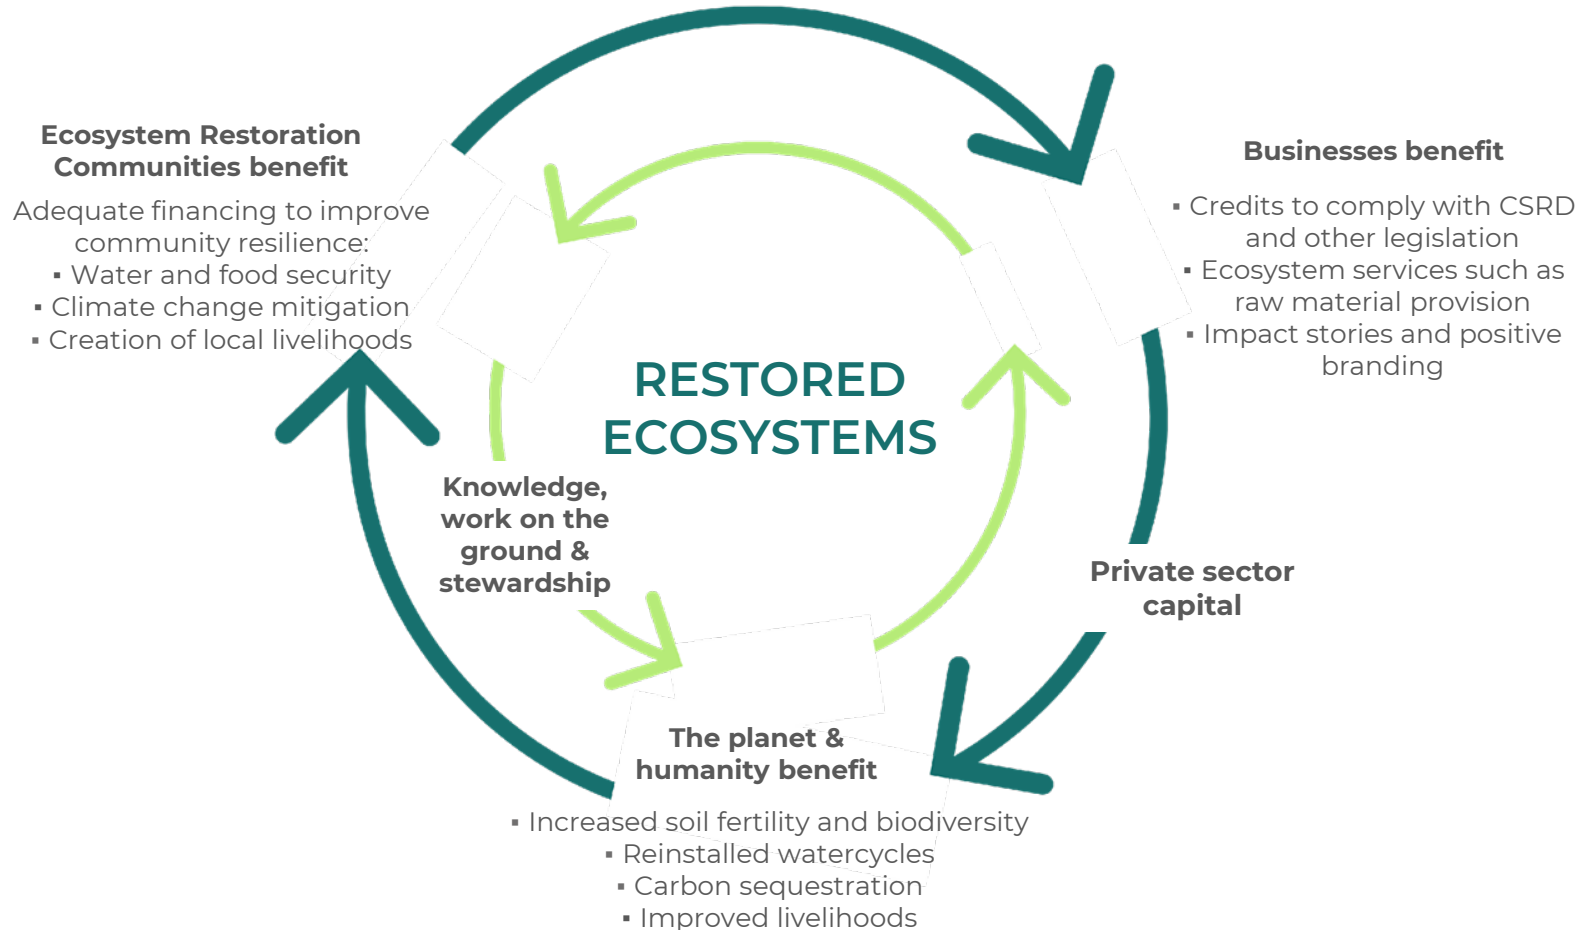 Ecosystem Restoration
Communities benefit
Adequate financing to improve
community resilience:
▪ Water and food security
▪ Climate change mitigation
▪ Creation of local livelihoods
Businesses benefit
▪ Credits to comply with CSRD
and other legislation
▪ Ecosystem services such as
raw material provision
▪ Impact stories and positive
branding
RESTORED
ECOSYSTEMS
Knowledge,
work on the
ground &
stewardship
Private sector
capital
The planet &
humanity benefit
▪ Increased soil fertility and biodiversity
▪ Reinstalled watercycles
▪ Carbon sequestration
▪ Improved livelihoods